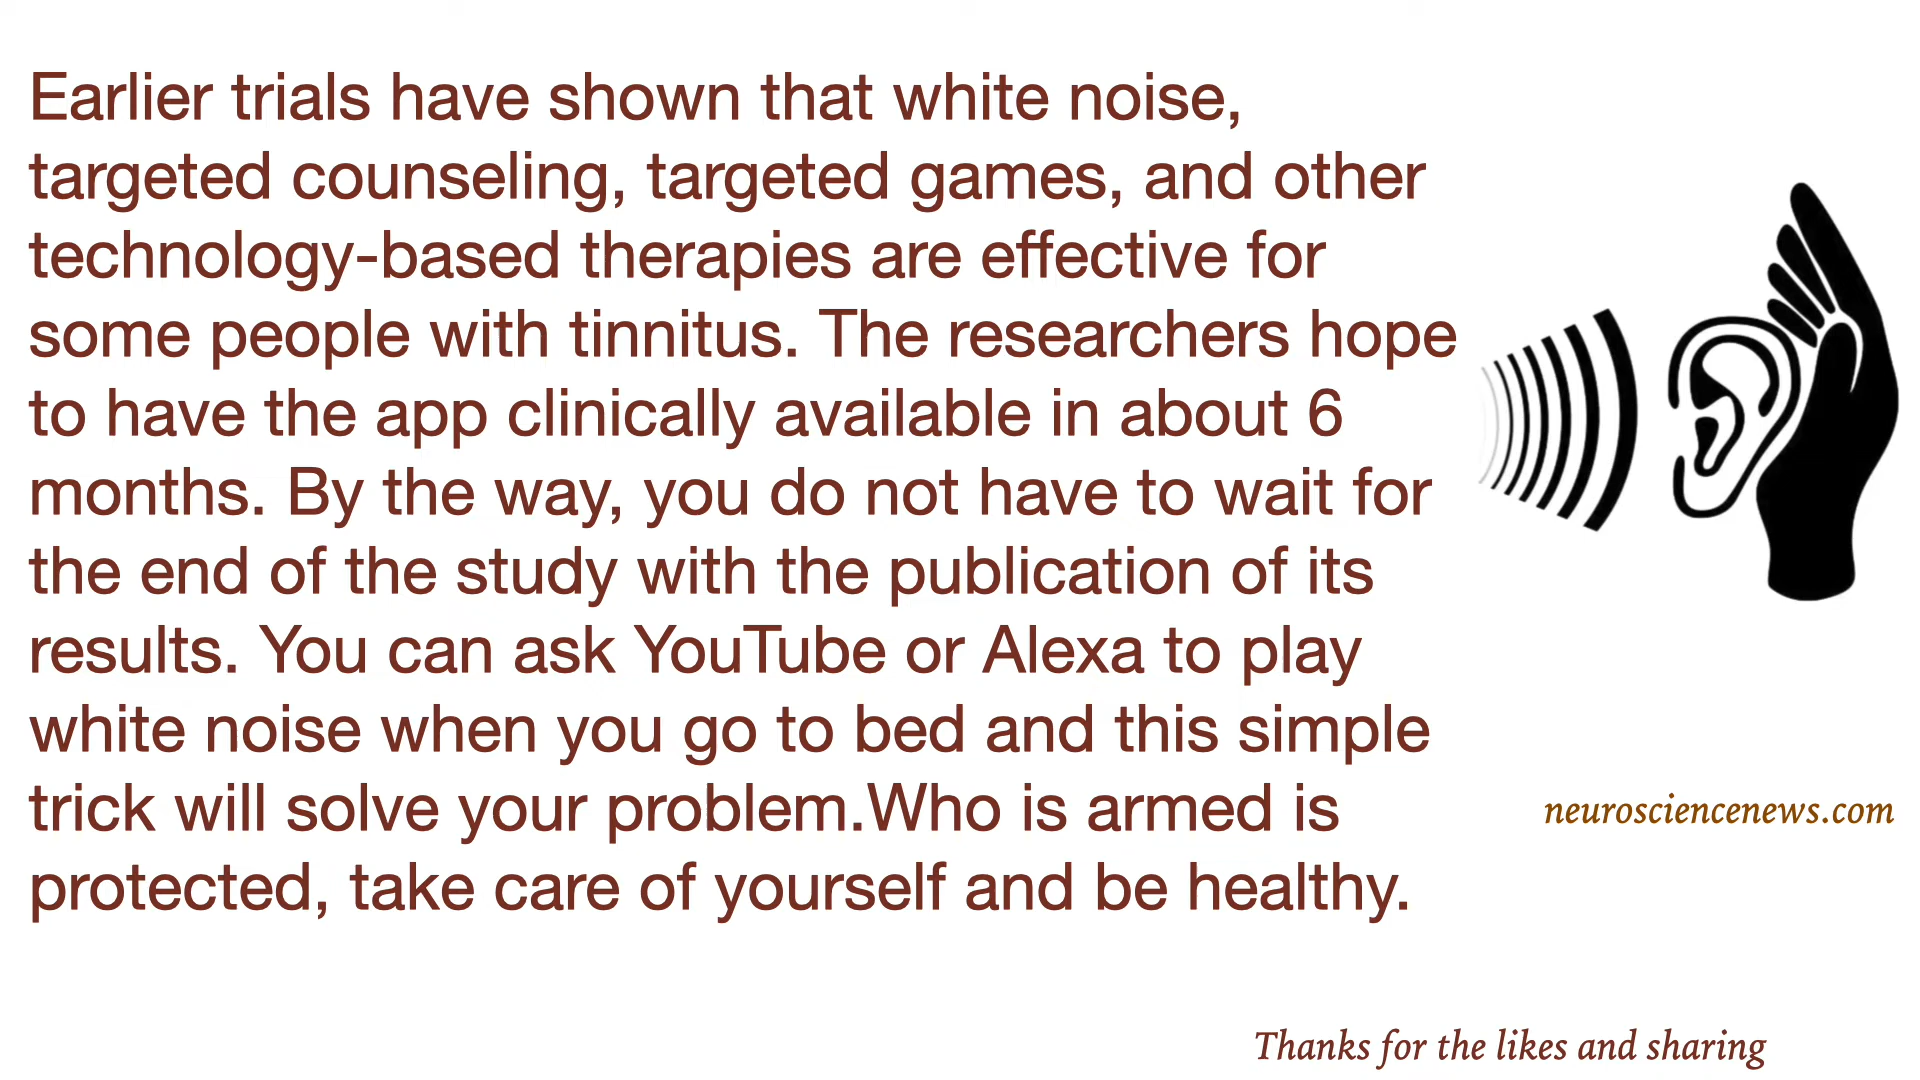 Earlier trials have shown that white noise,
targeted counseling, targeted games, and other
technology-based therapies are effective for
some people with tinnitus. The researchers hope
to have the app clinically available in about 6
months. By the way, you do not have to wait for
the end of the study with the publication of its
results. You can ask YouTube or Alexa to play
white noise when you go to bed and this simple
trick will solve your problem.Who is armed is
protected, take care of yourself and be healthy.
neurosciencenews.com
Thanks for the likes and sharing